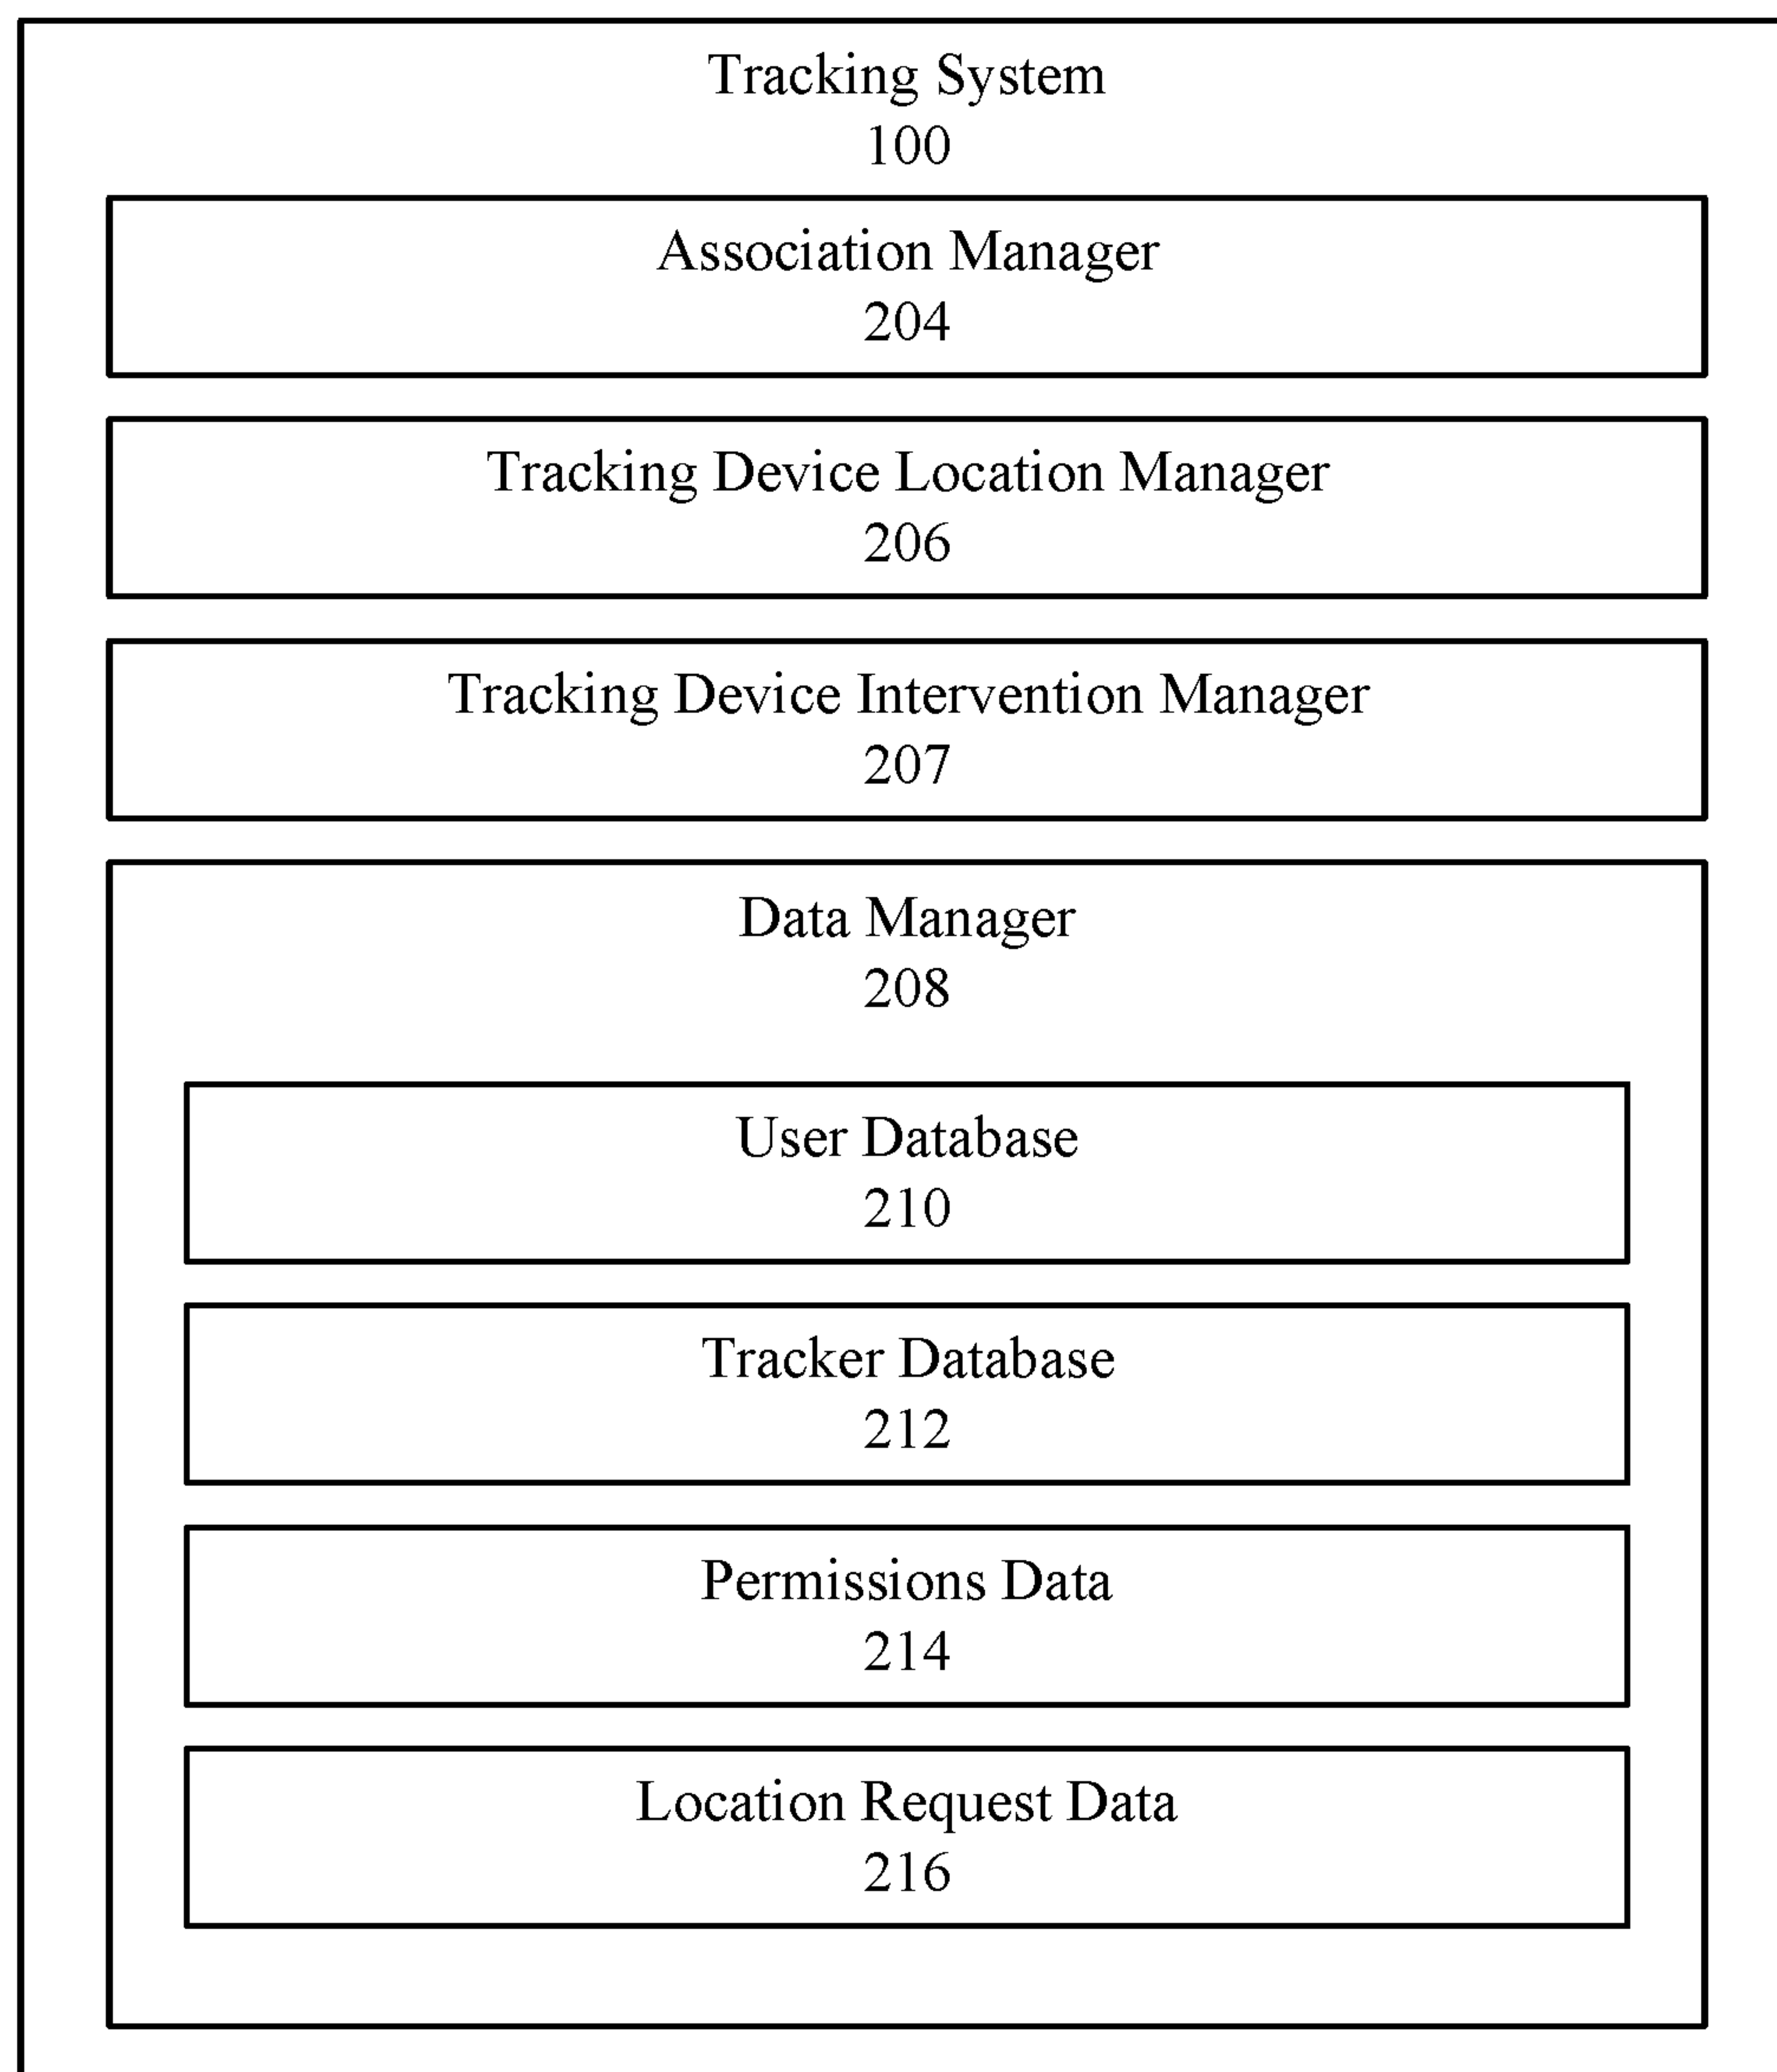 Tracking System
100
Association Manager
204
Tracking Device Location Manager
206
Tracking Device Intervention Manager
207
Data Manager
208
User Database
210
Tracker Database
212
Permissions Data
214
Location Request Data
216